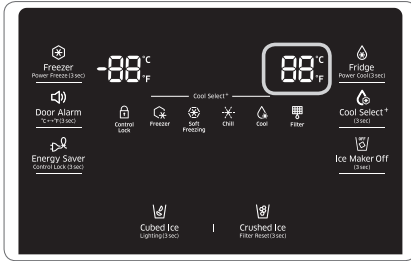 Freezer
Power Freeze (3 sec)
-88 °C
°F
88 °C
°F
Fridge
Power Cool (3 sec)
Door Alarm
°C ↔ °F (3 sec)
Cool Select+
Control Lock
Freezer
Soft Freezing
Chill
Cool
Filter
Cool Select+
(3 sec)
Energy Saver
Control Lock (3 sec)
OFF
Ice Maker Off
(3 sec)
Cubed Ice
Lighting (3 sec)
|
Crushed Ice
Filter Reset (3 sec)